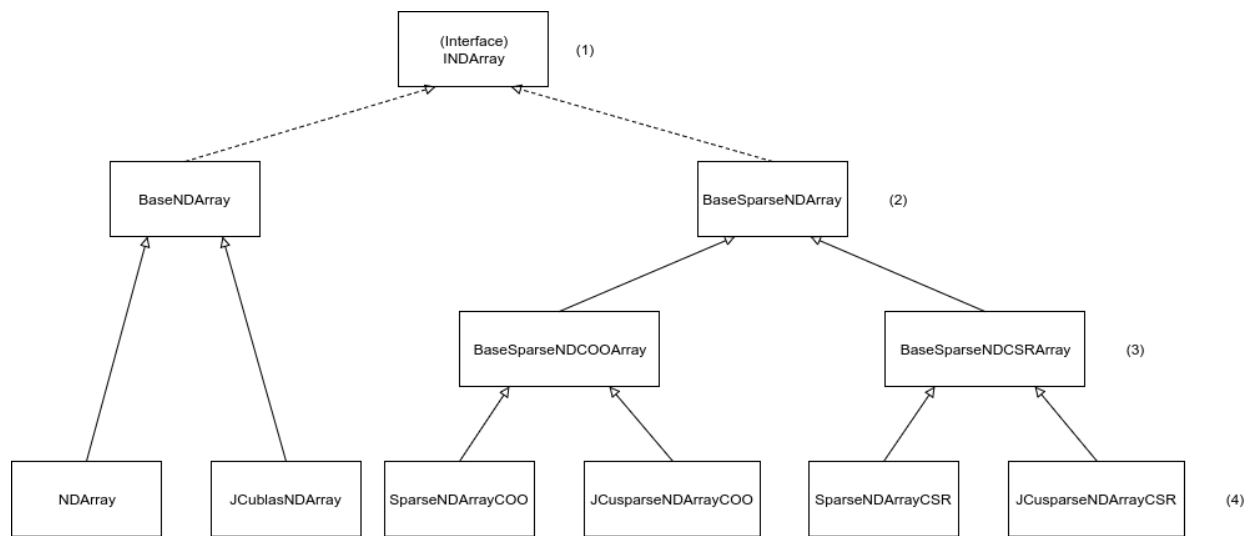 (Interface)
INDArray
(1)
BaseNDArray
BaseSparseNDArray
(2)
BaseSparseNDCOOArray
BaseSparseNDCSRArray
(3)
NDArray
JCublasNDArray
SparseNDArrayCOO
JCusparseNDArrayCOO
SparseNDArrayCSR
JCusparseNDArrayCSR
(4)